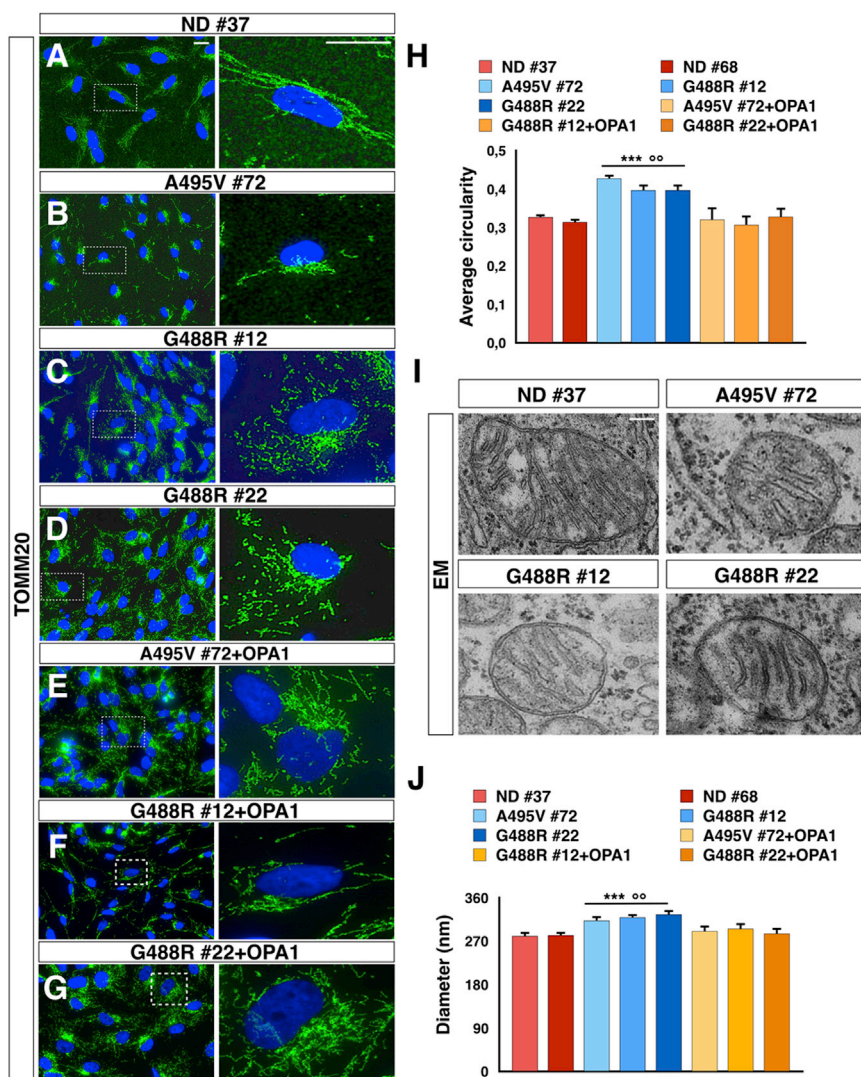 ND #37
TOMM20
A
A495V #72
B
G488R #12
C
G488R #22
D
A495V #72+OPA1
E
G488R #12+OPA1
F
G488R #22+OPA1
G
H
ND #37
ND #68
A495V #72
G488R #12
G488R #22
A495V #72+OPA1
G488R #12+OPA1
G488R #22+OPA1
Average circularity
0,5
*** °°
0,4
0,3
0,2
0,1
0,0
I
ND #37
A495V #72
EM
G488R #12
G488R #22
J
ND #37
ND #68
A495V #72
G488R #12
G488R #22
A495V #72+OPA1
G488R #12+OPA1
G488R #22+OPA1
Diameter (nm)
360
*** °°
270
180
90
0